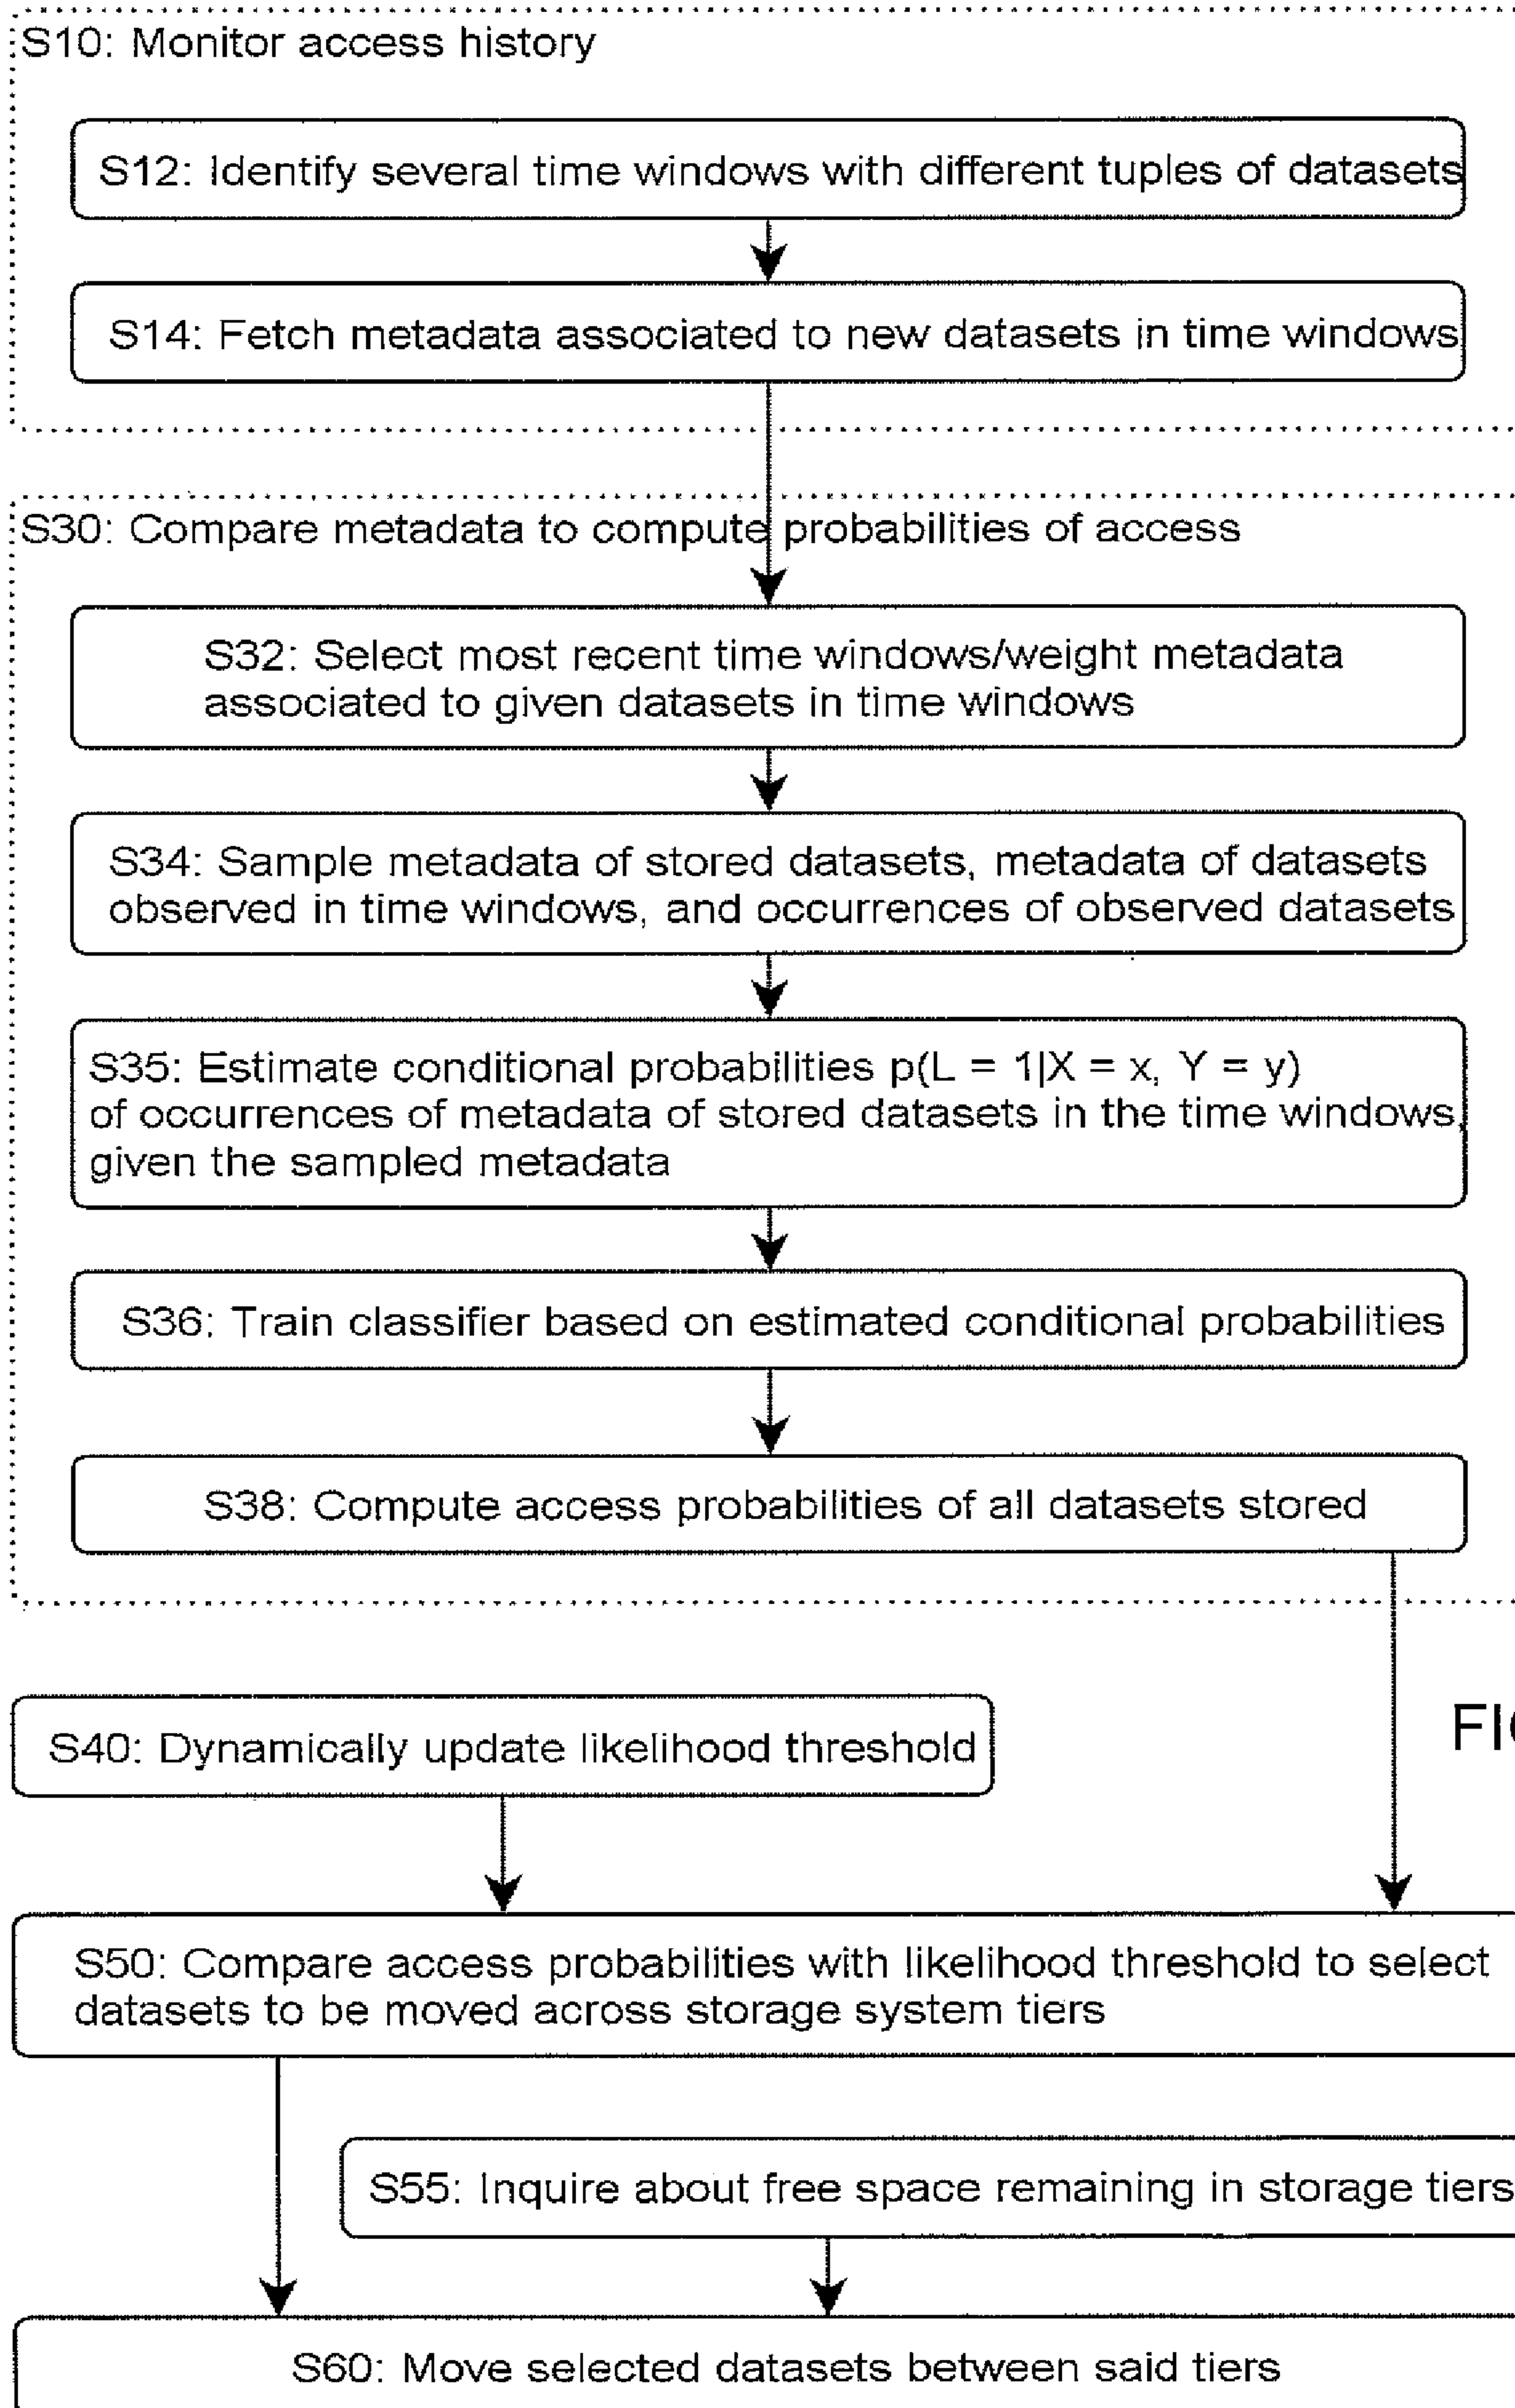 S10: Monitor access history
S12: Identify several time windows with different tuples of datasets
S14: Fetch metadata associated to new datasets in time windows
S30: Compare metadata to compute probabilities of access
S32: Select most recent time windows/weight metadata
associated to given datasets in time windows
S34: Sample metadata of stored datasets, metadata of datasets
observed in time windows, and occurrences of observed datasets
S35: Estimate conditional probabilities p(L = 1|X = x, Y = y)
of occurrences of metadata of stored datasets in the time windows,
given the sampled metadata
S36: Train classifier based on estimated conditional probabilities
S38: Compute access probabilities of all datasets stored
S40: Dynamically update likelihood threshold
S50: Compare access probabilities with likelihood threshold to select
datasets to be moved across storage system tiers
S55: Inquire about free space remaining in storage tiers
S60: Move selected datasets between said tiers